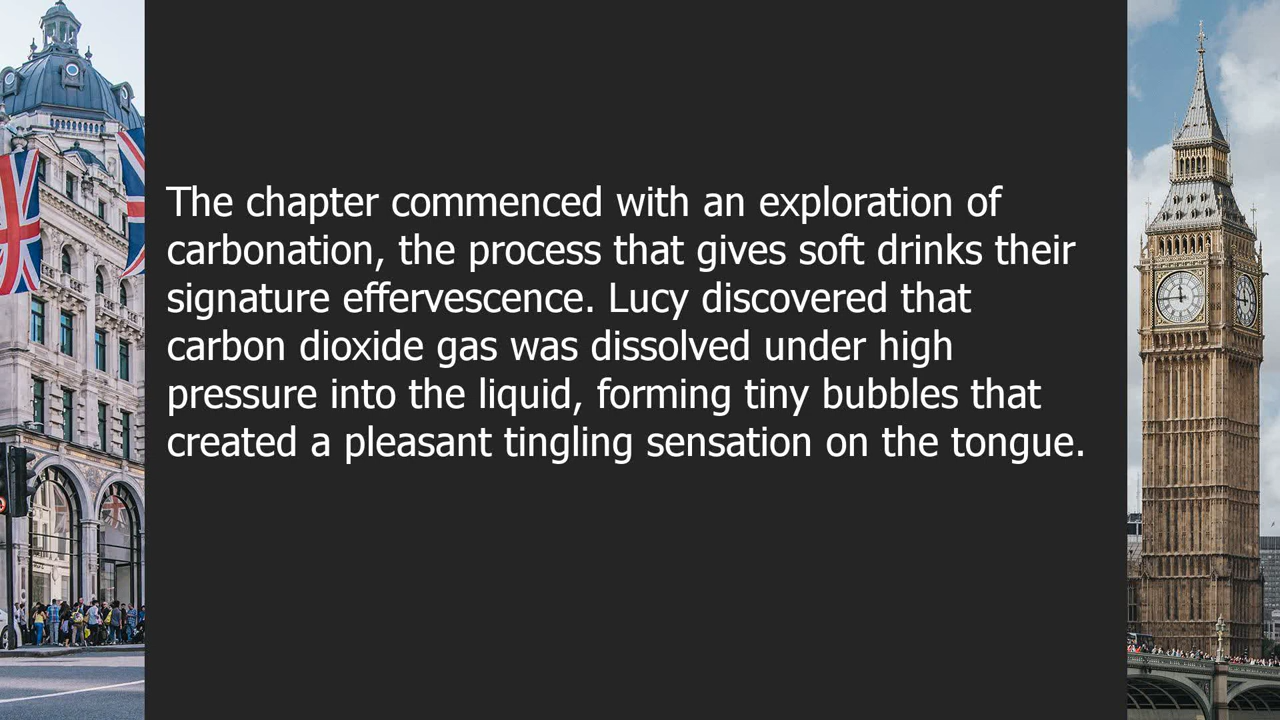 The chapter commenced with an exploration of
carbonation, the process that gives soft drinks their
signature effervescence. Lucy discovered that
carbon dioxide gas was dissolved under high
pressure into the liquid, forming tiny bubbles that
created a pleasant tingling sensation on the tongue.